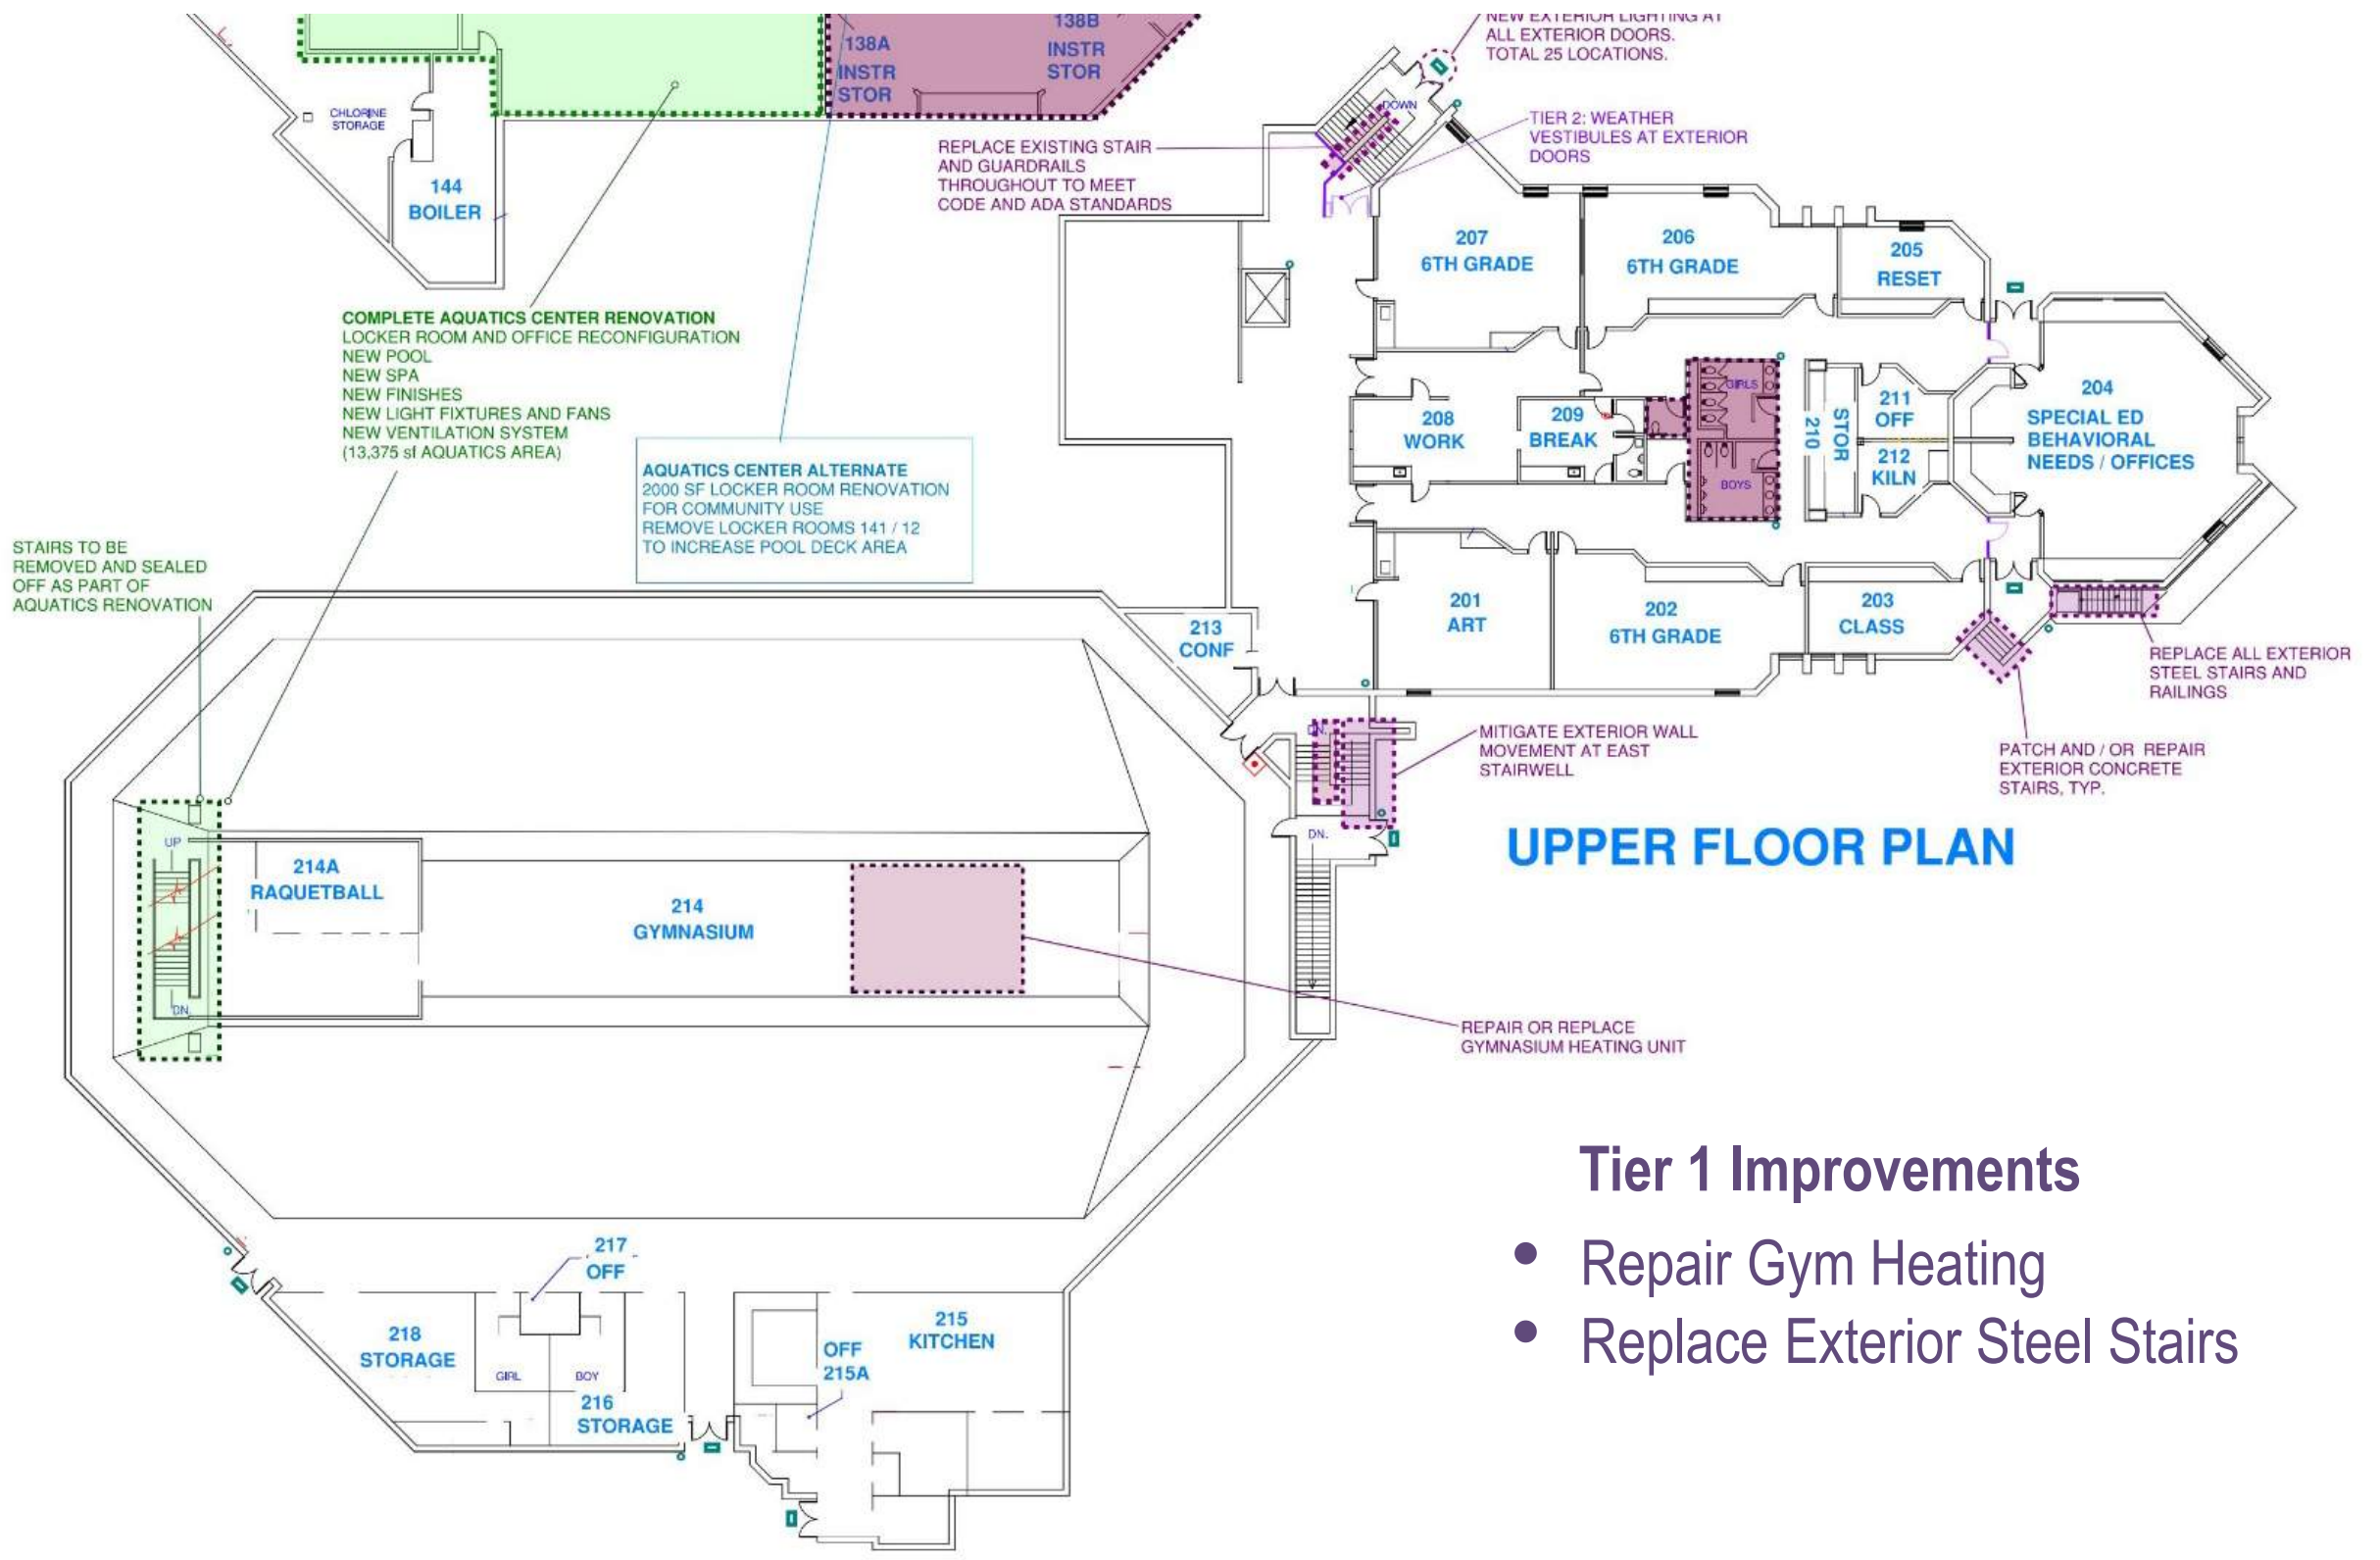 138A
INSTR
STOR
138B
INSTR
STOR
NEW EXTERIOR LIGHTING AT
ALL EXTERIOR DOORS.
TOTAL 25 LOCATIONS.
CHLORINE
STORAGE
144
BOILER
DOWN
TIER 2: WEATHER
VESTIBULES AT EXTERIOR
DOORS
REPLACE EXISTING STAIR
AND GUARDRAILS
THROUGHOUT TO MEET
CODE AND ADA STANDARDS
207
6TH GRADE
206
6TH GRADE
205
RESET
COMPLETE AQUATICS CENTER RENOVATION
LOCKER ROOM AND OFFICE RECONFIGURATION
NEW POOL
NEW SPA
NEW FINISHES
NEW LIGHT FIXTURES AND FANS
NEW VENTILATION SYSTEM
(13,375 sf AQUATICS AREA)
AQUATICS CENTER ALTERNATE
2000 SF LOCKER ROOM RENOVATION
FOR COMMUNITY USE
REMOVE LOCKER ROOMS 141 / 12
TO INCREASE POOL DECK AREA
208
WORK
209
BREAK
GIRLS
BOYS
STOR
210
211
OFF
212
KILN
204
SPECIAL ED
BEHAVIORAL
NEEDS / OFFICES
STAIRS TO BE
REMOVED AND SEALED
OFF AS PART OF
AQUATICS RENOVATION
213
CONF
201
ART
202
6TH GRADE
203
CLASS
REPLACE ALL EXTERIOR
STEEL STAIRS AND
RAILINGS
DN.
MITIGATE EXTERIOR WALL
MOVEMENT AT EAST
STAIRWELL
PATCH AND / OR REPAIR
EXTERIOR CONCRETE
STAIRS, TYP.
DN.
UPPER FLOOR PLAN
UP
DN.
214A
RAQUETBALL
214
GYMNASIUM
REPAIR OR REPLACE
GYMNASIUM HEATING UNIT
217
OFF
218
STORAGE
GIRL
BOY
216
STORAGE
OFF
215A
215
KITCHEN
Tier 1 Improvements
• Repair Gym Heating
• Replace Exterior Steel Stairs